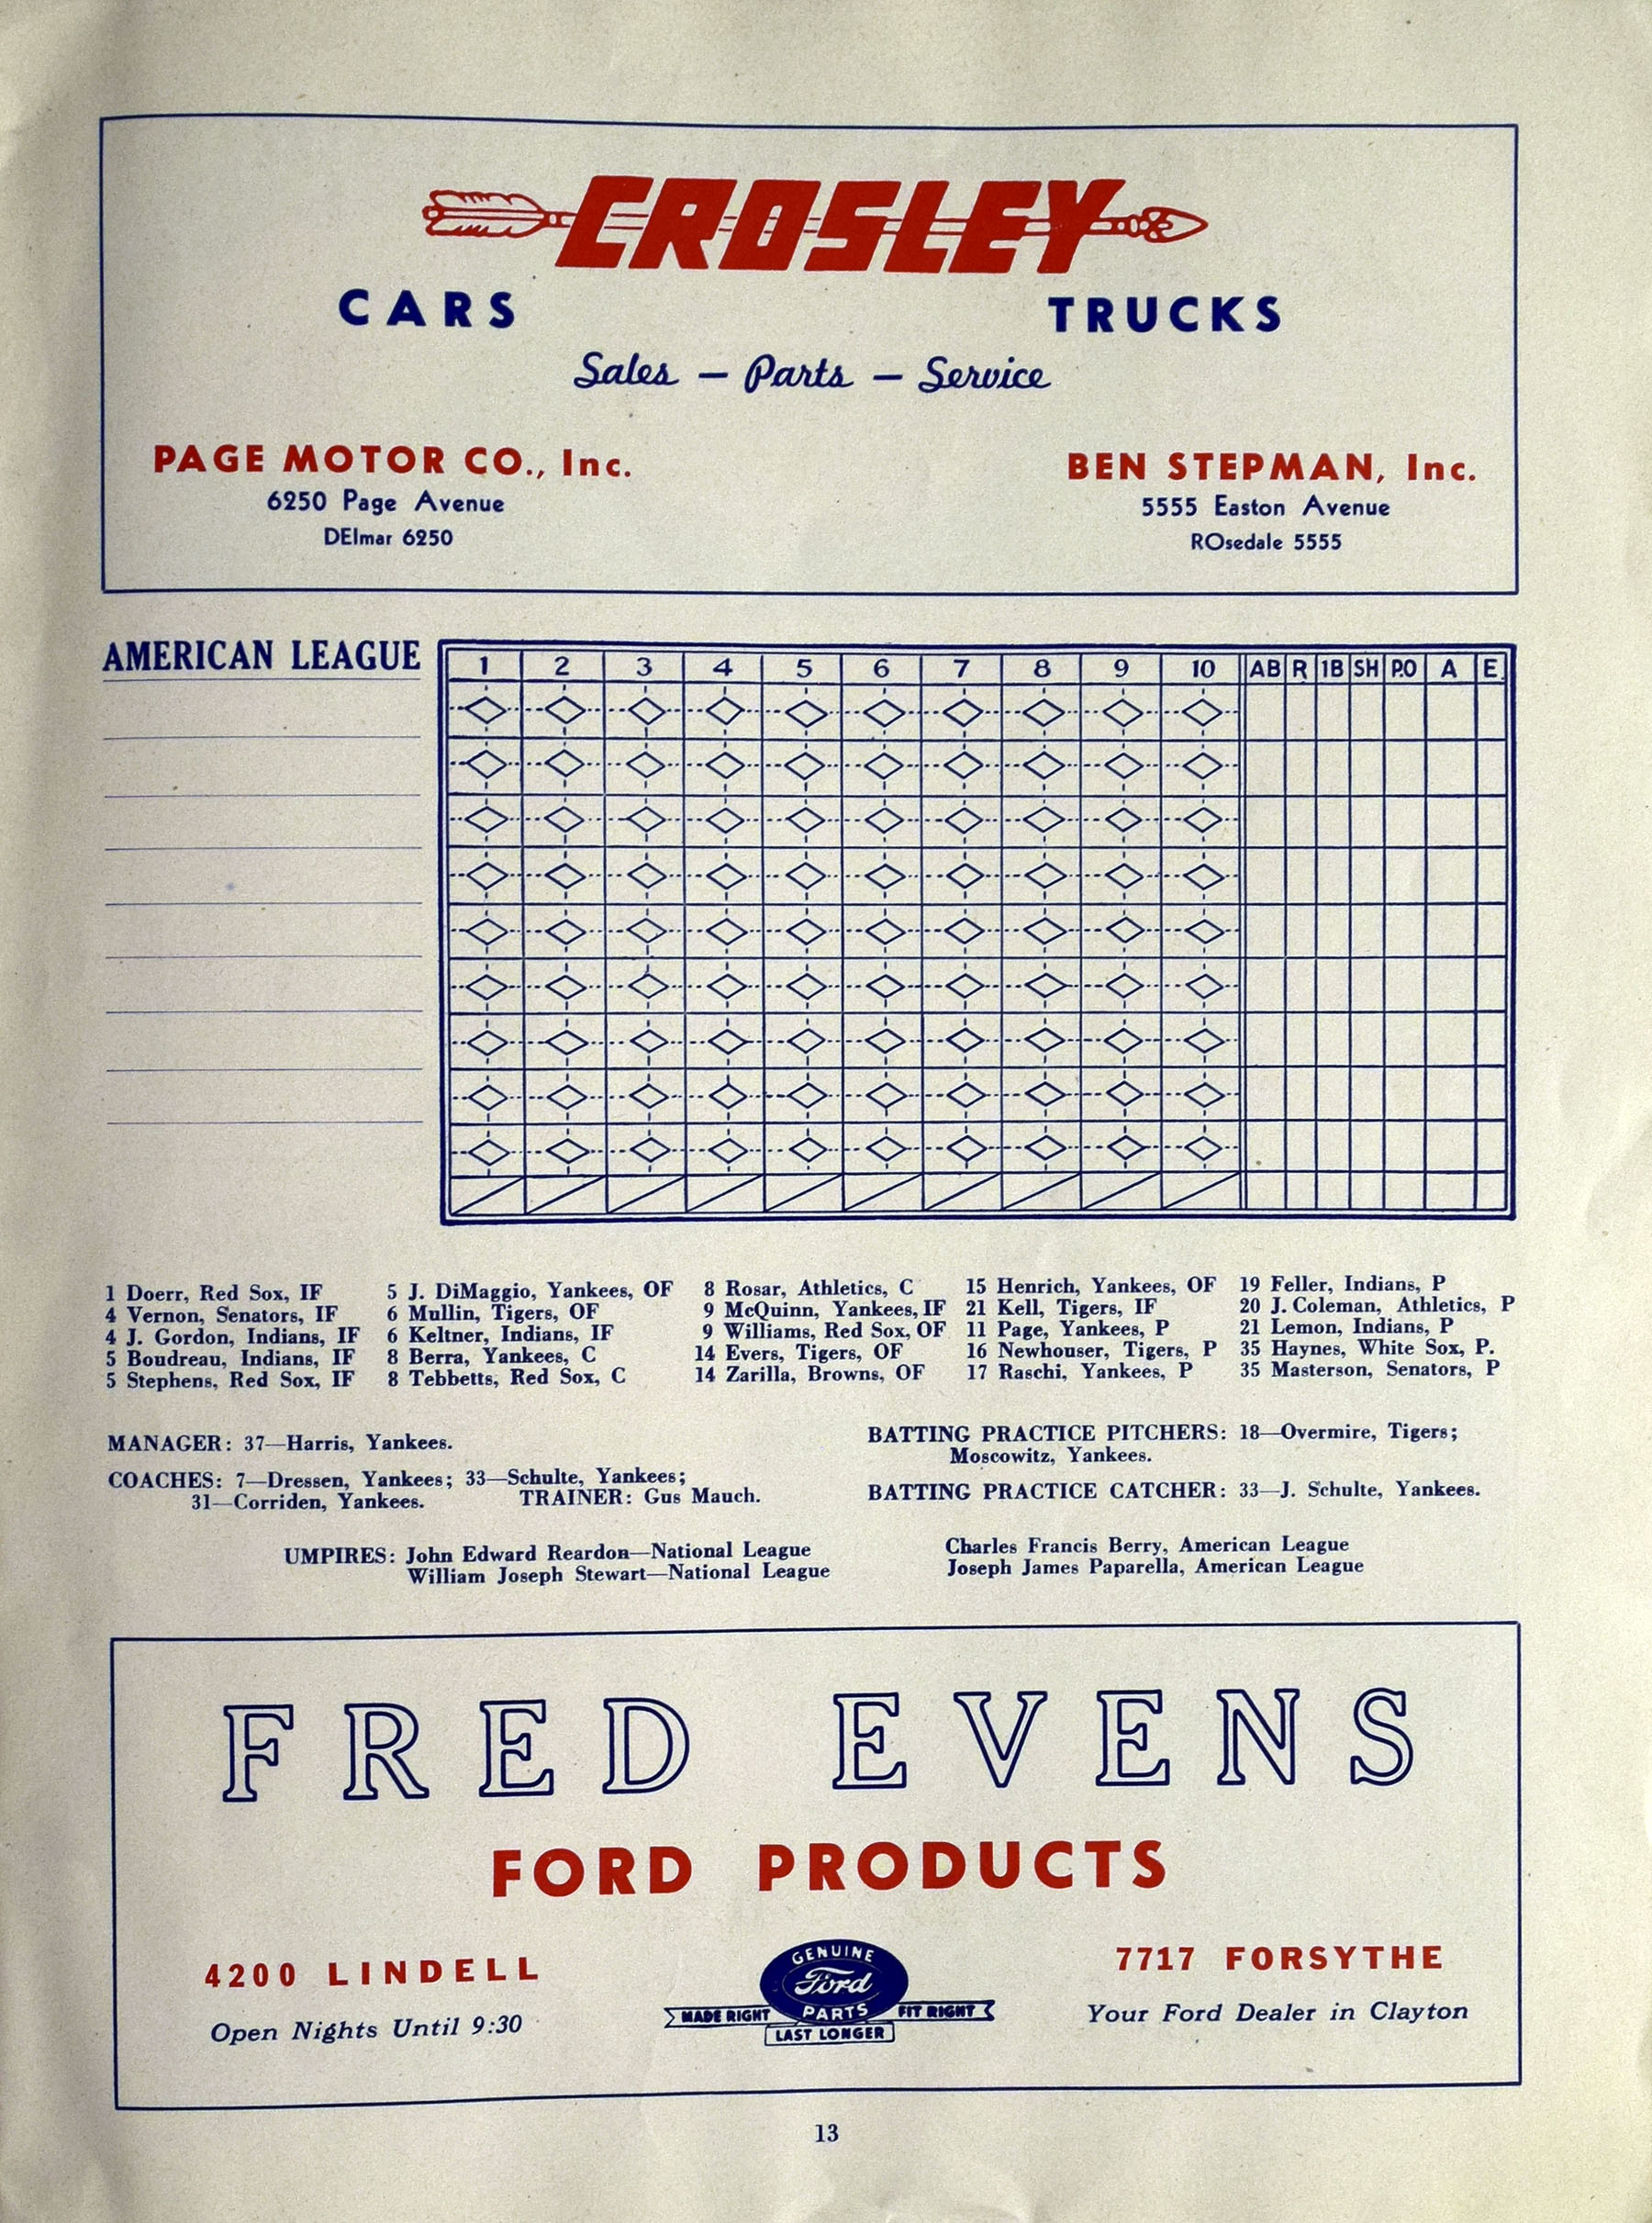 CROSLEY
CARS TRUCKS
Sales — Parts — Service
PAGE MOTOR CO., Inc.
6250 Page Avenue
DElmar 6250
BEN STEPMAN, Inc.
5555 Easton Avenue
ROsedale 5555
AMERICAN LEAGUE
1 2 3 4 5 6 7 8 9 10 AB R 1B SH P.O A E
1 Doerr, Red Sox, IF
4 Vernon, Senators, IF
4 J. Gordon, Indians, IF
5 Boudreau, Indians, IF
5 Stephens, Red Sox, IF
5 J. DiMaggio, Yankees, OF
6 Mullin, Tigers, OF
6 Keltner, Indians, IF
8 Berra, Yankees, C
8 Tebbetts, Red Sox, C
8 Rosar, Athletics, C
9 McQuinn, Yankees, IF
9 Williams, Red Sox, OF
14 Evers, Tigers, OF
14 Zarilla, Browns, OF
15 Henrich, Yankees, OF
21 Kell, Tigers, IF
11 Page, Yankees, P
16 Newhouser, Tigers, P
17 Raschi, Yankees, P
19 Feller, Indians, P
20 J. Coleman, Athletics, P
21 Lemon, Indians, P
35 Haynes, White Sox, P.
35 Masterson, Senators, P
MANAGER: 37—Harris, Yankees.
COACHES: 7—Dressen, Yankees; 33—Schulte, Yankees;
31—Corriden, Yankees. TRAINER: Gus Mauch.
BATTING PRACTICE PITCHERS: 18—Overmire, Tigers;
Moscowitz, Yankees.
BATTING PRACTICE CATCHER: 33—J. Schulte, Yankees.
UMPIRES: John Edward Reardon—National League
William Joseph Stewart—National League
Charles Francis Berry, American League
Joseph James Paparella, American League
FRED EVENS
FORD PRODUCTS
4200 LINDELL
Open Nights Until 9:30
GENUINE
Ford
PARTS
MADE RIGHT FIT RIGHT
LAST LONGER
7717 FORSYTHE
Your Ford Dealer in Clayton
13